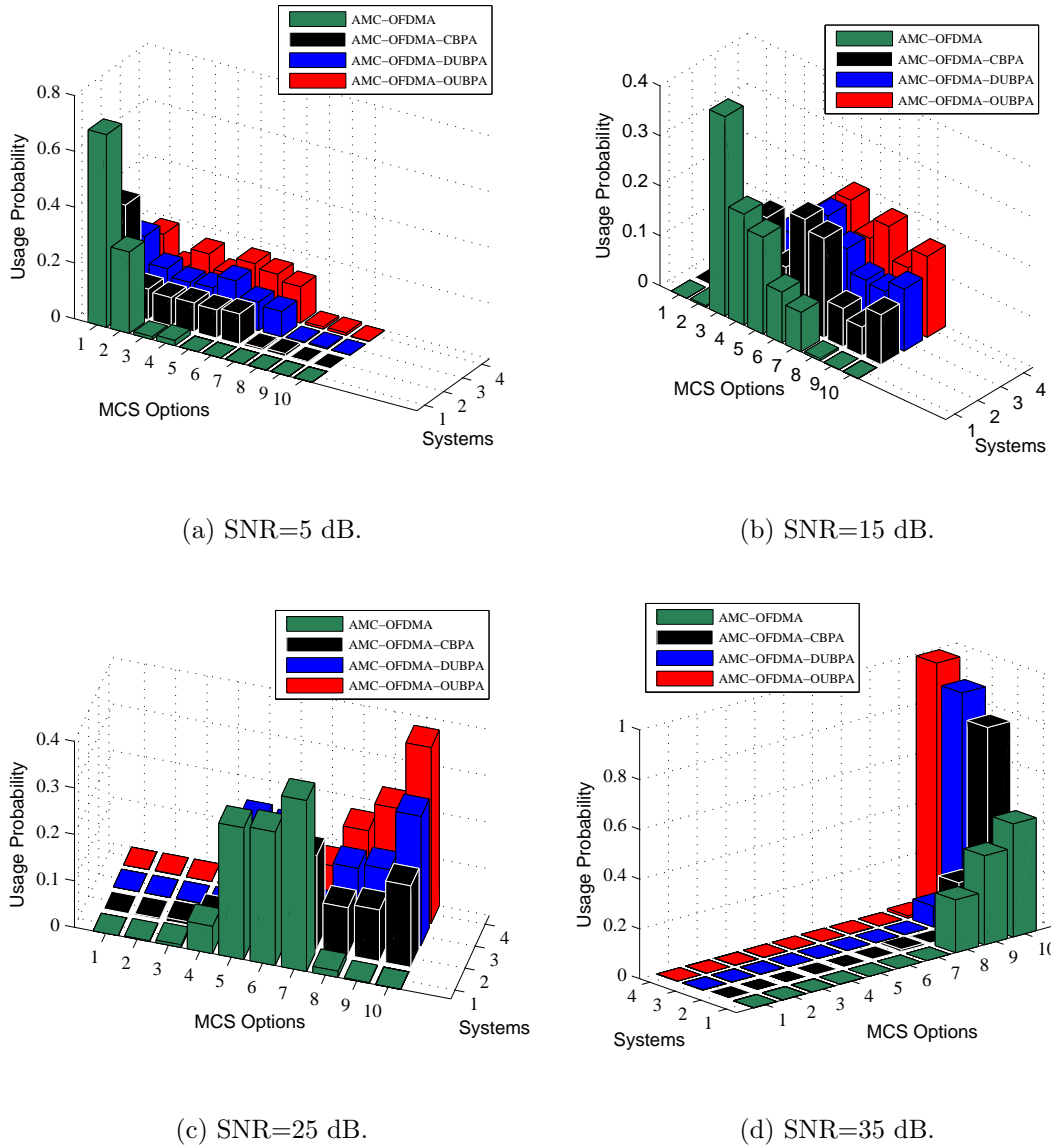 AMC−OFDMA
AMC−OFDMA−CBPA
AMC−OFDMA−DUBPA
AMC−OFDMA−OUBPA
0.8
0.6
0.4
0.2
0
Usage Probability
1
2
3
4
5
6
7
8
9
10
MCS Options
1
2
3
4
Systems
(a) SNR=5 dB.
AMC−OFDMA
AMC−OFDMA−CBPA
AMC−OFDMA−DUBPA
AMC−OFDMA−OUBPA
0.4
0.3
0.2
0.1
0
Usage Probability
1
2
3
4
5
6
7
8
9
10
MCS Options
1
2
3
4
Systems
(b) SNR=15 dB.
AMC−OFDMA
AMC−OFDMA−CBPA
AMC−OFDMA−DUBPA
AMC−OFDMA−OUBPA
0.4
0.3
0.2
0.1
0
Usage Probability
1
2
3
4
5
6
7
8
9
10
MCS Options
4
3
2
1
Systems
(c) SNR=25 dB.
AMC−OFDMA
AMC−OFDMA−CBPA
AMC−OFDMA−DUBPA
AMC−OFDMA−OUBPA
1
0.8
0.6
0.4
0.2
0
Usage Probability
4
3
2
1
Systems
1
2
3
4
5
6
7
8
9
10
MCS Options
(d) SNR=35 dB.